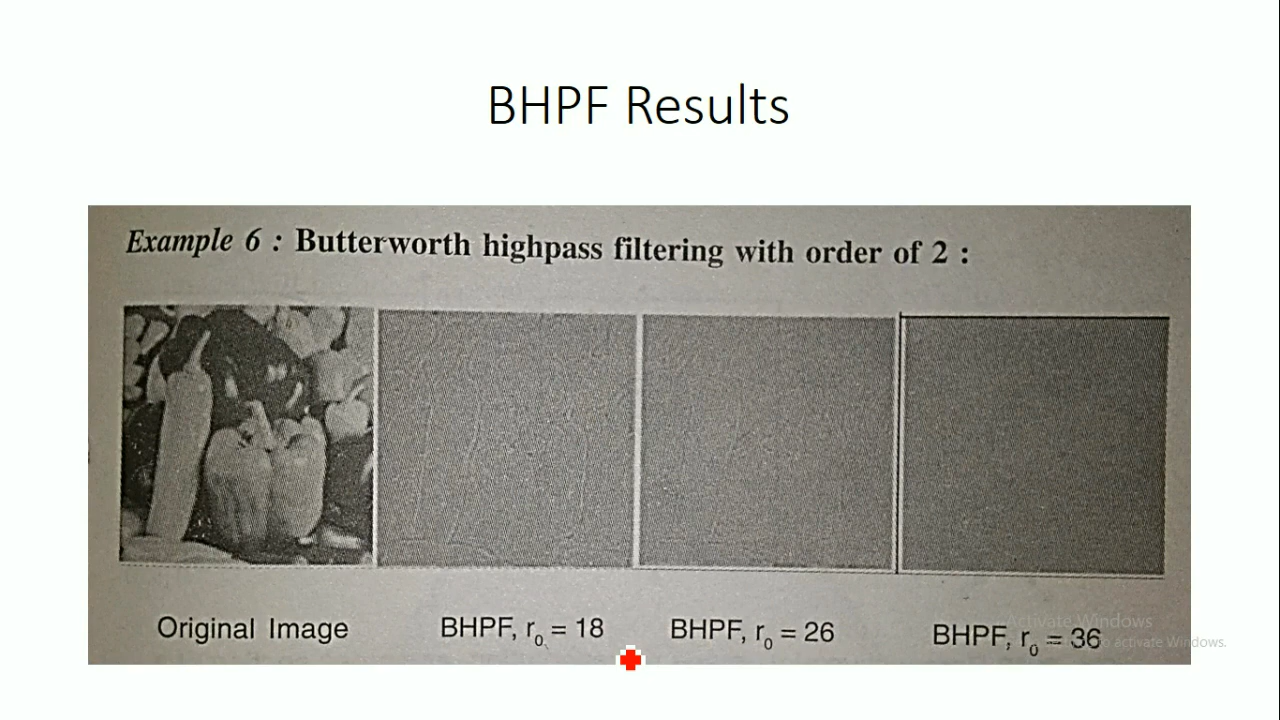 BHPF Results
Example 6 : Butterworth highpass filtering with order of 2 :
Original Image
BHPF, r₀ = 18
BHPF, r₀ = 26
BHPF, r₀ = 36
Activate Windows
to activate Windows.